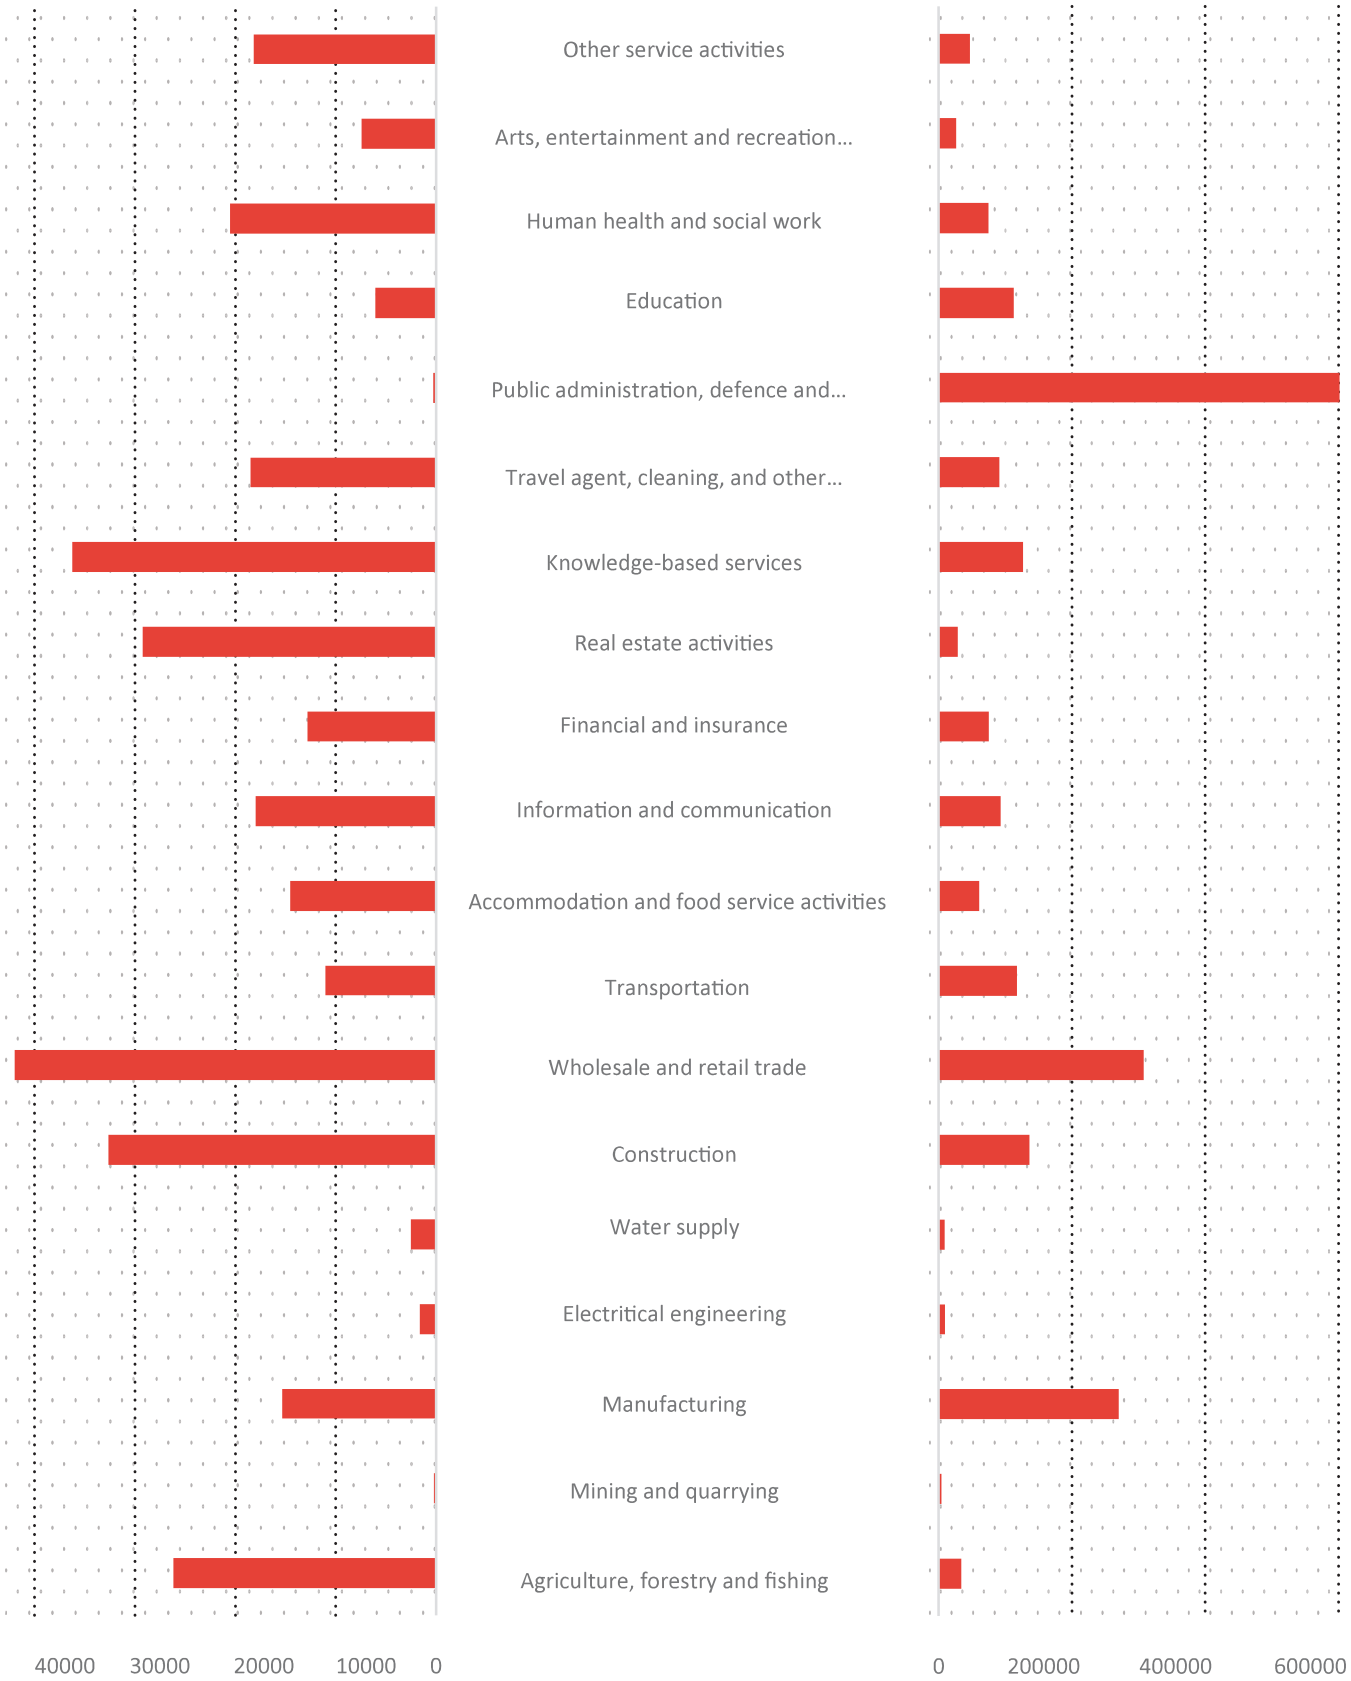 Other service activities
Arts, entertainment and recreation...
Human health and social work
Education
Public administration, defence and...
Travel agent, cleaning, and other...
Knowledge-based services
Real estate activities
Financial and insurance
Information and communication
Accommodation and food service activities
Transportation
Wholesale and retail trade
Construction
Water supply
Electritical engineering
Manufacturing
Mining and quarrying
Agriculture, forestry and fishing
40000 30000 20000 10000 0 0 200000 400000 600000